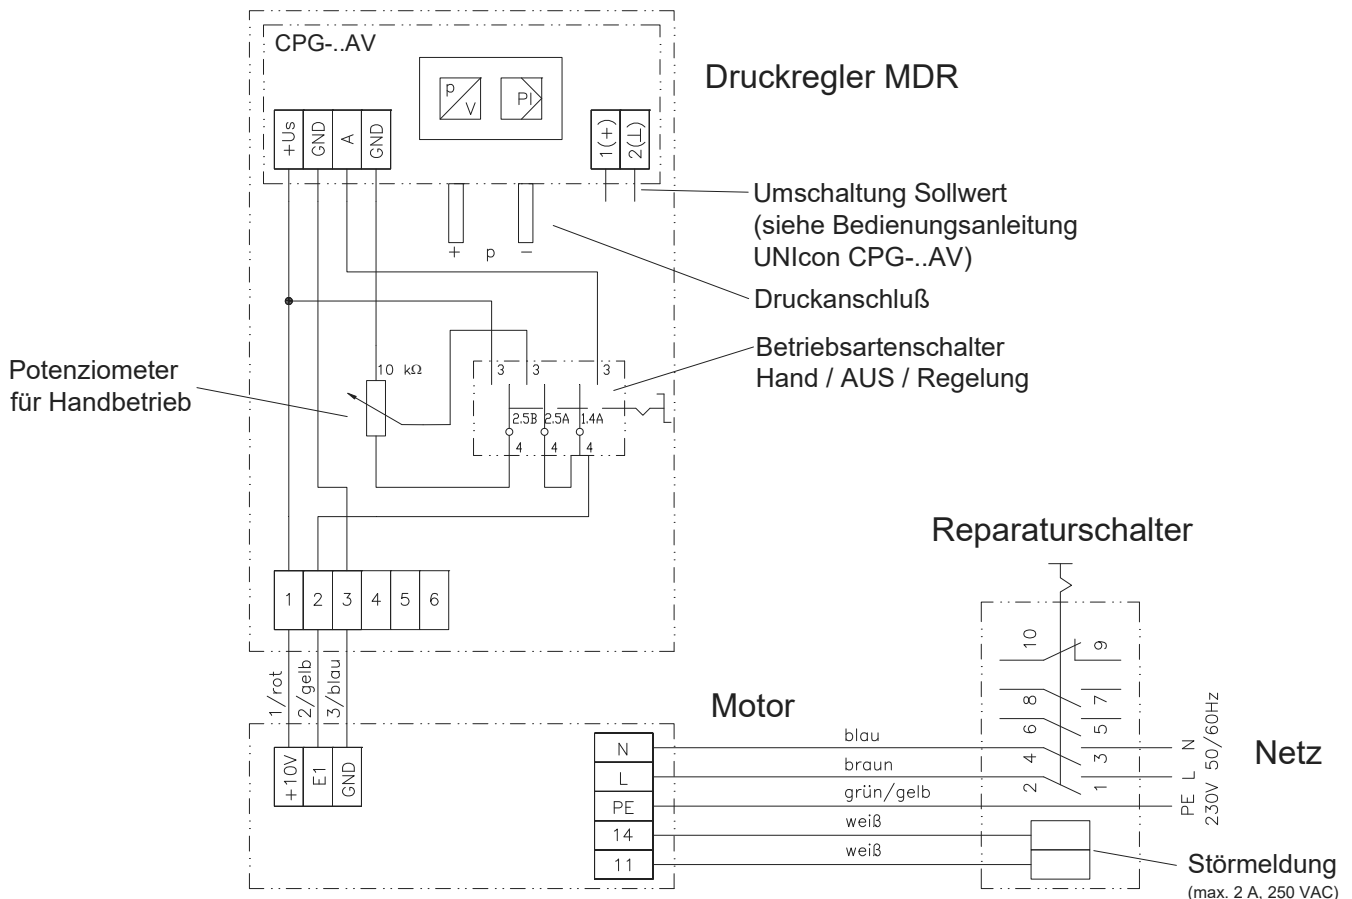 CPG-..AV
Druckregler MDR
p
V
PI
+Us
GND
A
GND
1(+)
2(⊥)
Umschaltung Sollwert
(siehe Bedienungsanleitung
UNIcon CPG-..AV)
+ p −
Druckanschluß
Betriebsartenschalter
Hand / AUS / Regelung
Potenziometer
für Handbetrieb
10 kΩ
3 3 3
2.5B 2.5A 1.4A
4 4 4
Reparaturschalter
1 2 3 4 5 6
10 9
8 7
6 5
4 3
2 1
1/rot
2/gelb
3/blau
Motor
+10V
E1
GND
N
L
PE
14
11
blau
braun
grün/gelb
weiß
weiß
PE L N
230V 50/60Hz
Netz
Störmeldung
(max. 2 A, 250 VAC)